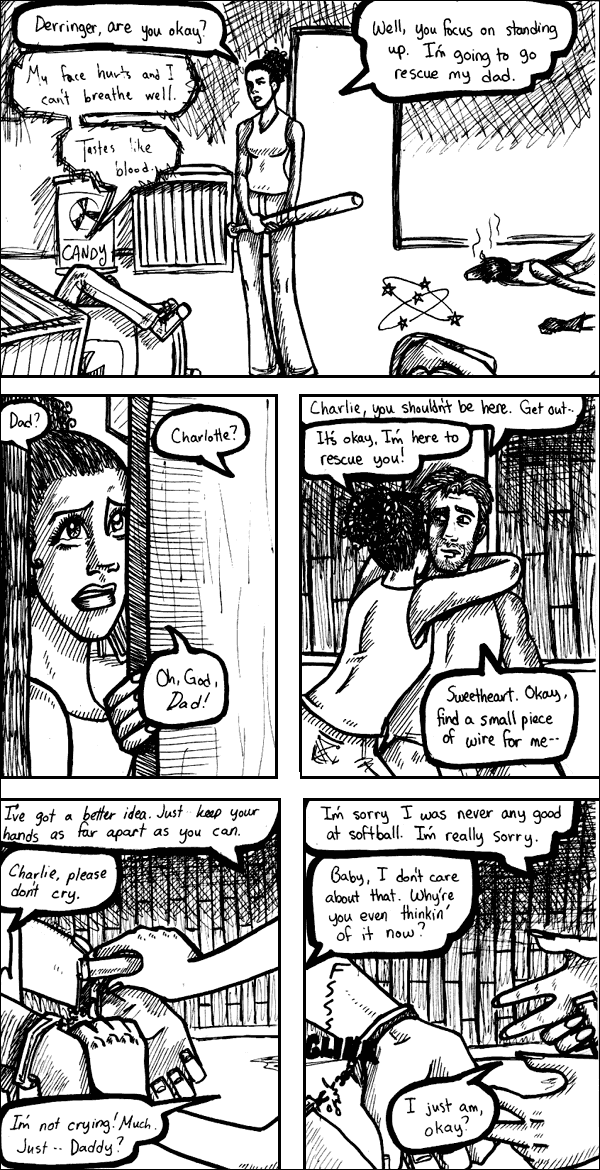 Derringer, are you okay?
My face hurts and I
can't breathe well.
Tastes like
blood.
Well, you focus on standing
up. I'm going to go
rescue my dad.
CANDY
Dad?
Charlotte?
Oh, God,
Dad!
Charlie, you shouldn't be here. Get out--
It's okay, I'm here to
rescue you!
Sweetheart. Okay,
find a small piece
of wire for me--
I've got a better idea. Just keep your
hands as far apart as you can.
Charlie, please
don't cry.
I'm not crying! Much.
Just -- Daddy?
I'm sorry I was never any good
at softball. I'm really sorry.
Baby, I don't care
about that. Why're
you even thinkin'
of it now?
CLINK
I just am,
okay?